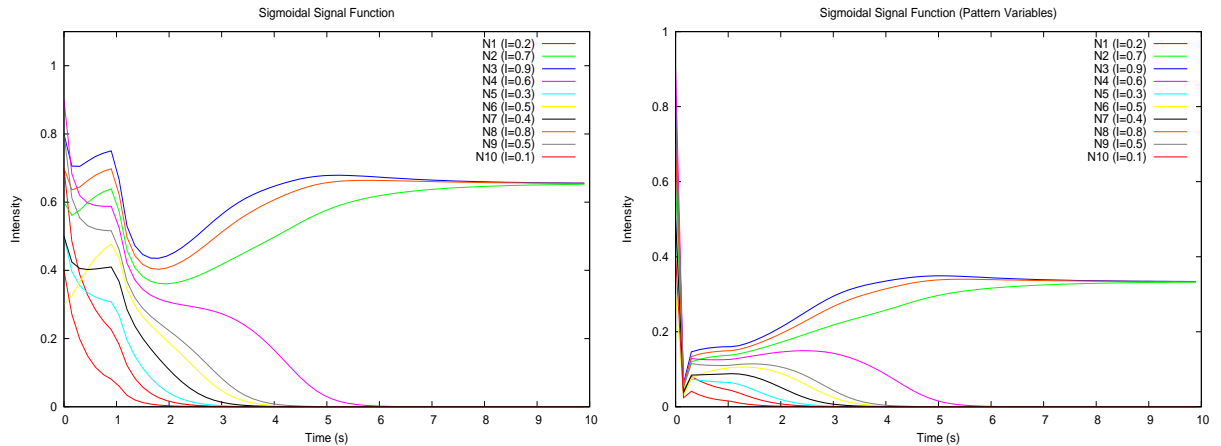 Sigmoidal Signal Function
1
0.8
0.6
0.4
0.2
0
0 1 2 3 4 5 6 7 8 9 10
Intensity
Time (s)
N1 (I=0.2)
N2 (I=0.7)
N3 (I=0.9)
N4 (I=0.6)
N5 (I=0.3)
N6 (I=0.5)
N7 (I=0.4)
N8 (I=0.8)
N9 (I=0.5)
N10 (I=0.1)
Sigmoidal Signal Function (Pattern Variables)
1
0.8
0.6
0.4
0.2
0
0 1 2 3 4 5 6 7 8 9 10
Intensity
Time (s)
N1 (I=0.2)
N2 (I=0.7)
N3 (I=0.9)
N4 (I=0.6)
N5 (I=0.3)
N6 (I=0.5)
N7 (I=0.4)
N8 (I=0.8)
N9 (I=0.5)
N10 (I=0.1)